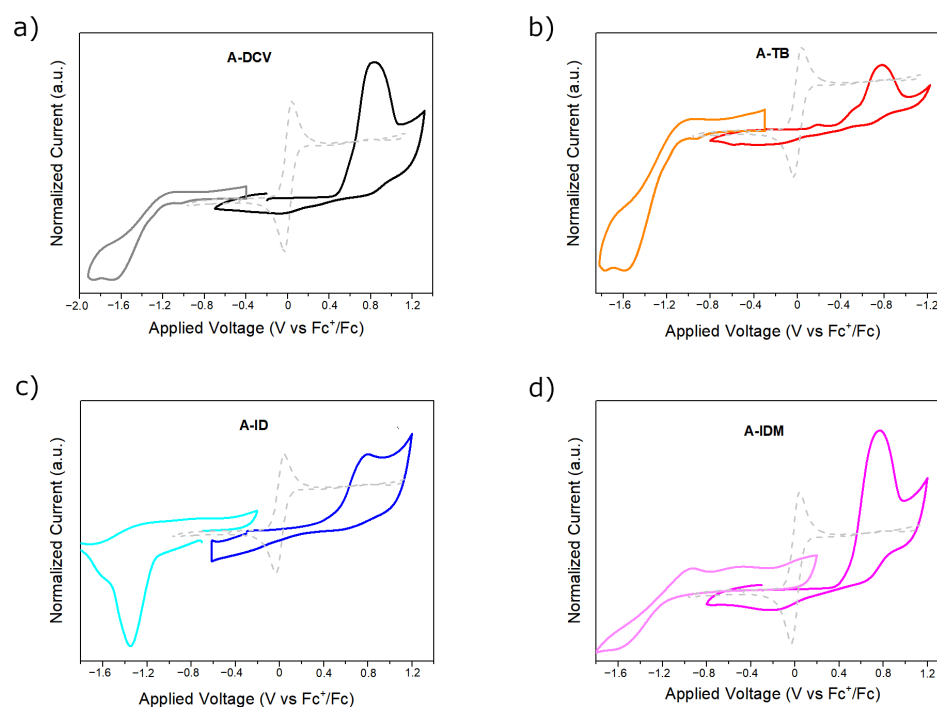 a)
A-DCV
Normalized Current (a.u.)
−2.0 −1.6 −1.2 −0.8 −0.4 0 0.4 0.8 1.2
Applied Voltage (V vs Fc⁺/Fc)
b)
A-TB
Normalized Current (a.u.)
−1.6 −1.2 −0.8 −0.4 0 −0.4 −0.8 −1.2
Applied Voltage (V vs Fc⁺/Fc)
c)
A-ID
Normalized Current (a.u.)
−1.6 −1.2 −0.8 −0.4 0 0.4 0.8 1.2
Applied Voltage (V vs Fc⁺/Fc)
d)
A-IDM
Normalized Current (a.u.)
−1.6 −1.2 −0.8 −0.4 0 0.4 0.8 1.2
Applied Voltage (V vs Fc⁺/Fc)